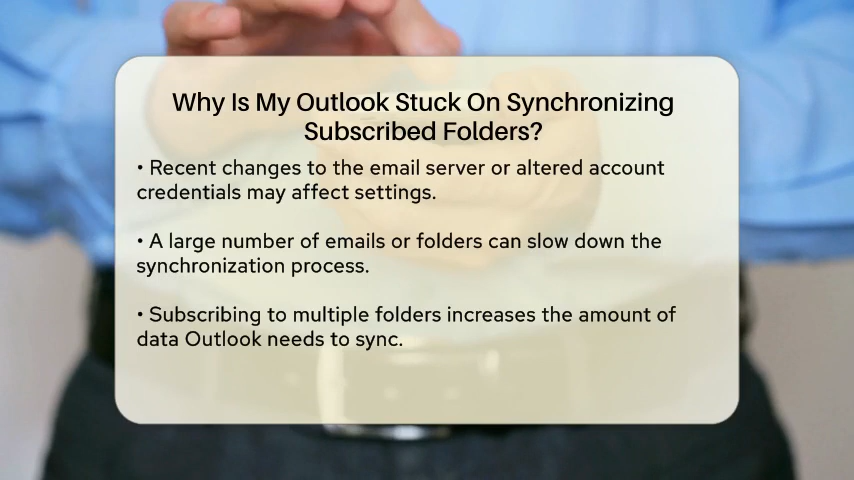 Why Is My Outlook Stuck On Synchronizing
Subscribed Folders?
• Recent changes to the email server or altered account
credentials may affect settings.
• A large number of emails or folders can slow down the
synchronization process.
• Subscribing to multiple folders increases the amount of
data Outlook needs to sync.